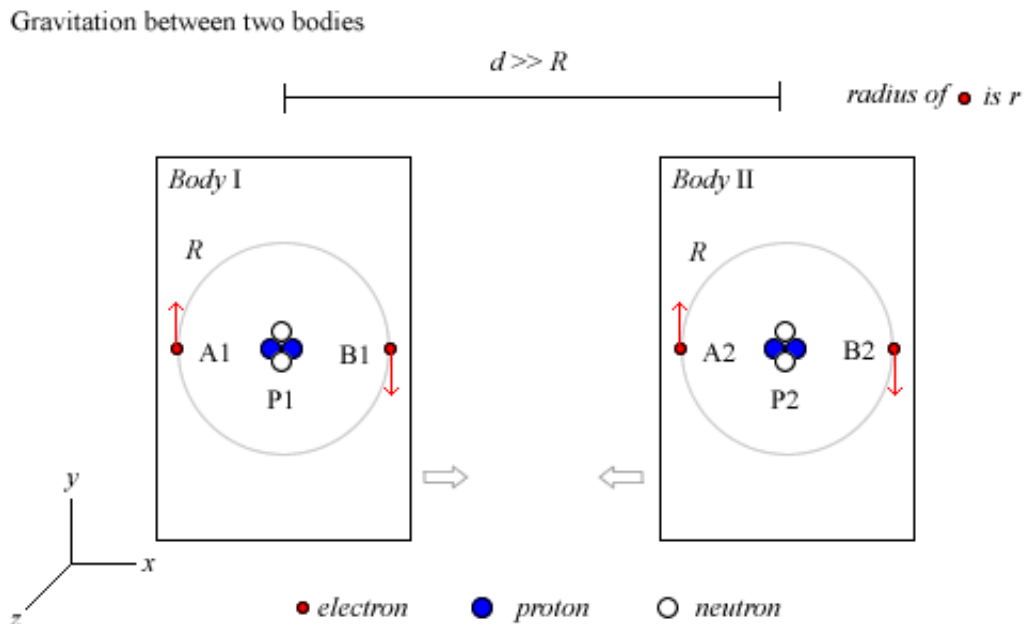 Gravitation between two bodies
d >> R
radius of is r
Body I
Body II
R
R
A1
B1
A2
B2
P1
P2
y
x
z
electron
proton
neutron